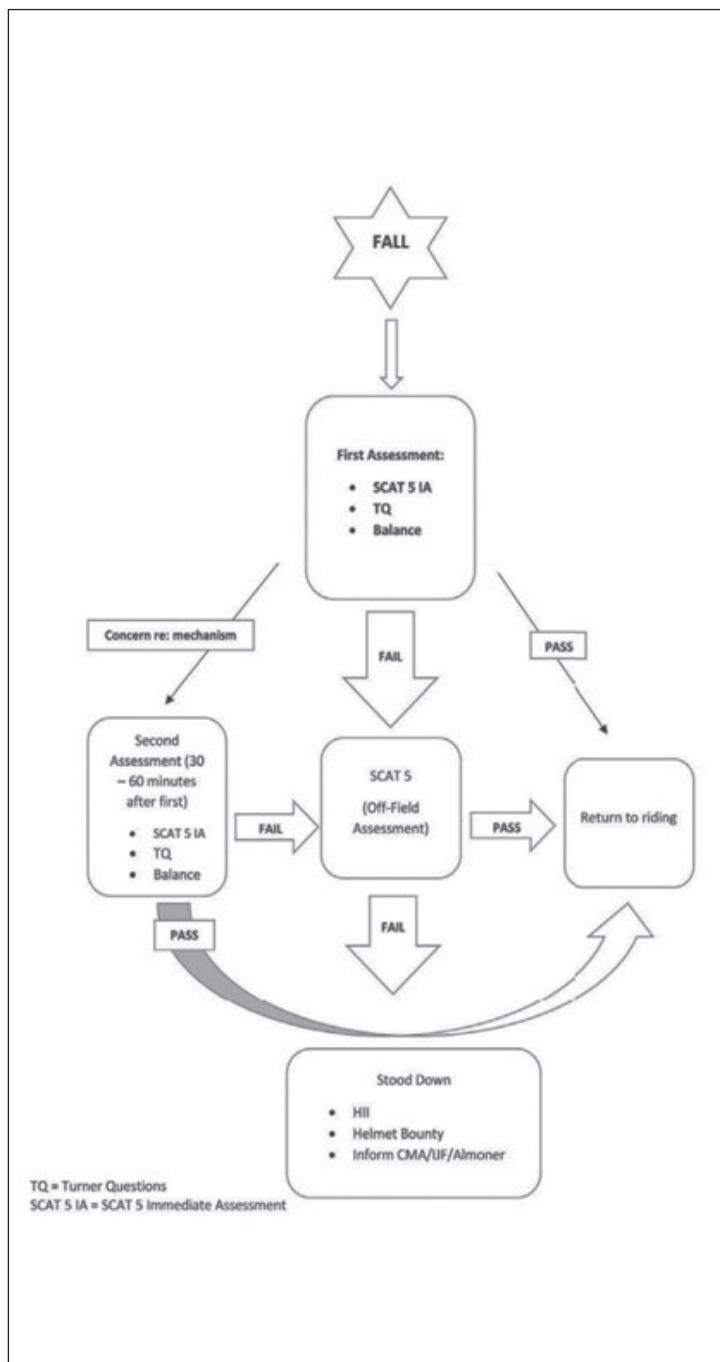 FALL
First Assessment:
• SCAT 5 IA
• TQ
• Balance
Concern re: mechanism
FAIL
PASS
Second
Assessment (30
– 60 minutes
after first)
• SCAT 5 IA
• TQ
• Balance
FAIL
SCAT 5
(Off-Field
Assessment)
PASS
Return to riding
PASS
FAIL
Stood Down
• HII
• Helmet Bounty
• Inform CMA/IJF/Almoner
TQ = Turner Questions
SCAT 5 IA = SCAT 5 Immediate Assessment